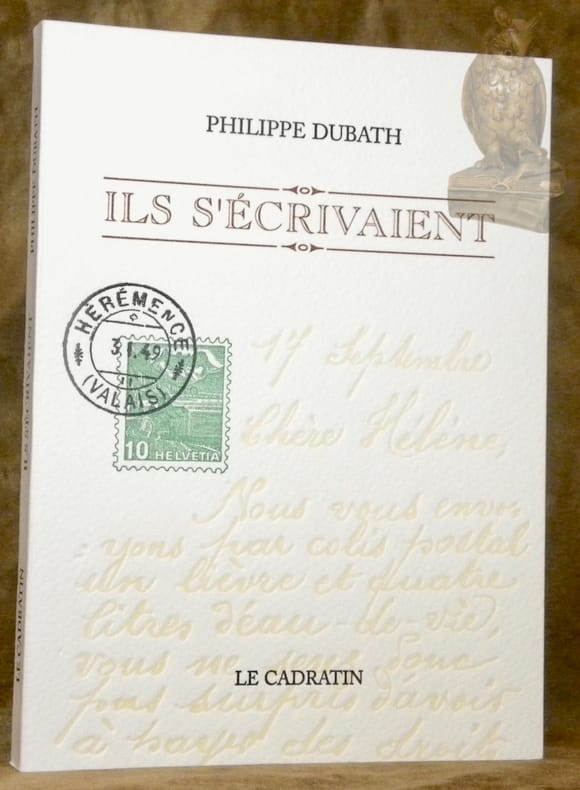 PHILIPPE DUBATH
ILS S'ÉCRIVAIENT
HÉRÉMENCE
31.49
(VALAIS)
10 HELVETIA
17 Septembre
Chère Hélène,
Nous vous envo-
:yons par colis postal
un lièvre et quatre
litres d'eau-de-vie,
vous ne donc
LE CADRATIN
pas surpris d'avoir
à payer des droits
PHILIPPE DUBATH
ILS S'ÉCRIVAIENT
LE CADRATIN